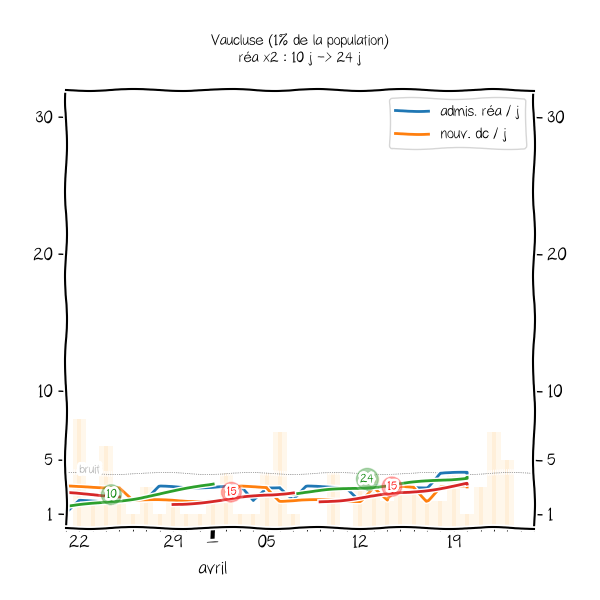 Vaucluse (1% de la population)
réa x2 : 10 j -> 24 j
admis. réa / j
nouv. dc / j
30 30
20 20
10 10
5 5
bruit
24
15
15
10
1 1
22 29 1 05 12 19
avril